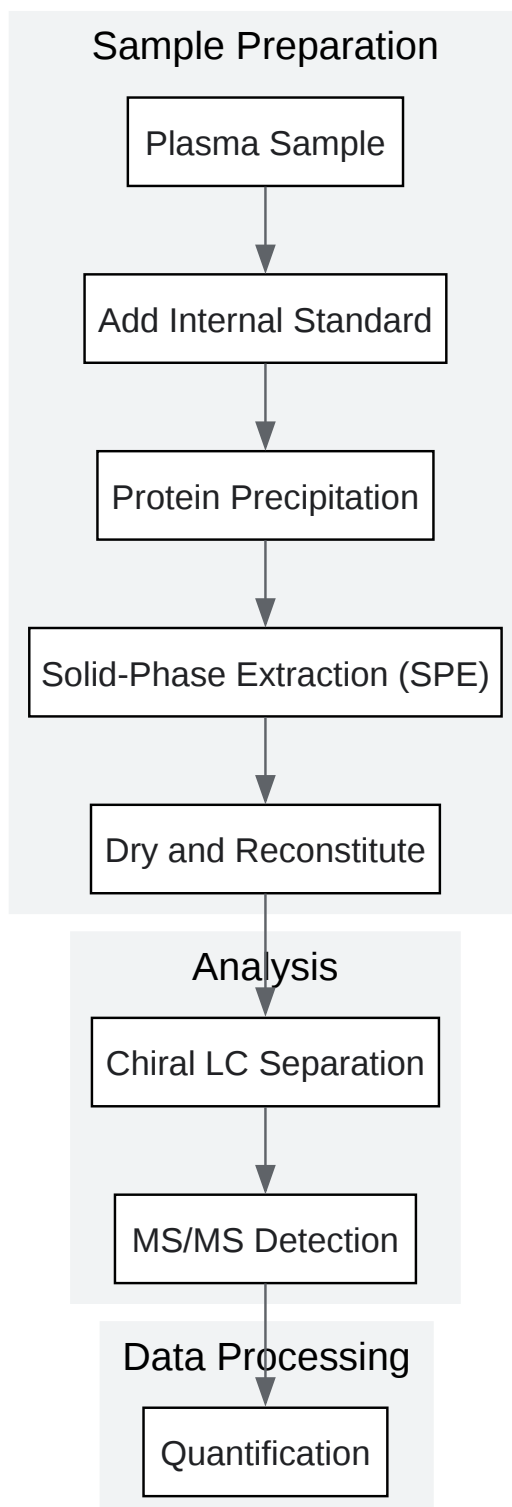 Sample Preparation
Plasma Sample
Add Internal Standard
Protein Precipitation
Solid-Phase Extraction (SPE)
Dry and Reconstitute
Analysis
Chiral LC Separation
MS/MS Detection
Data Processing
Quantification